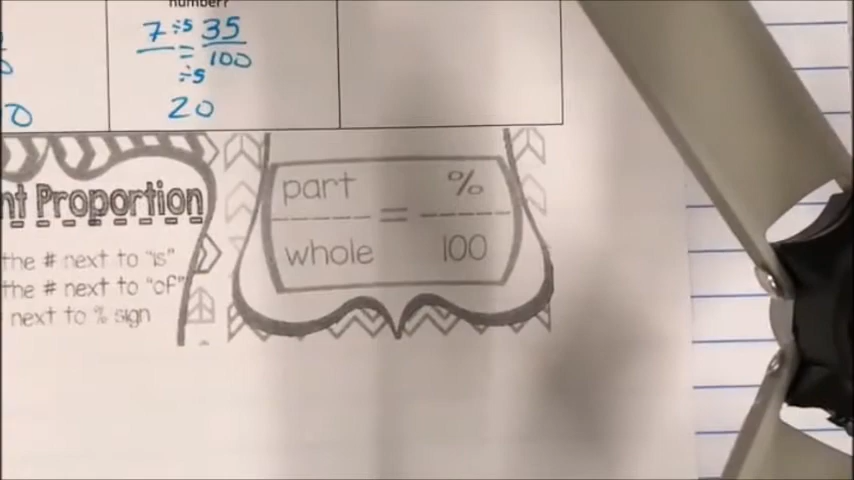 number?
7 ÷5 35
= 100
÷5
20
0
nt Proportion
the # next to "is"
the # next to "of"
next to % sign
part = %
whole 100